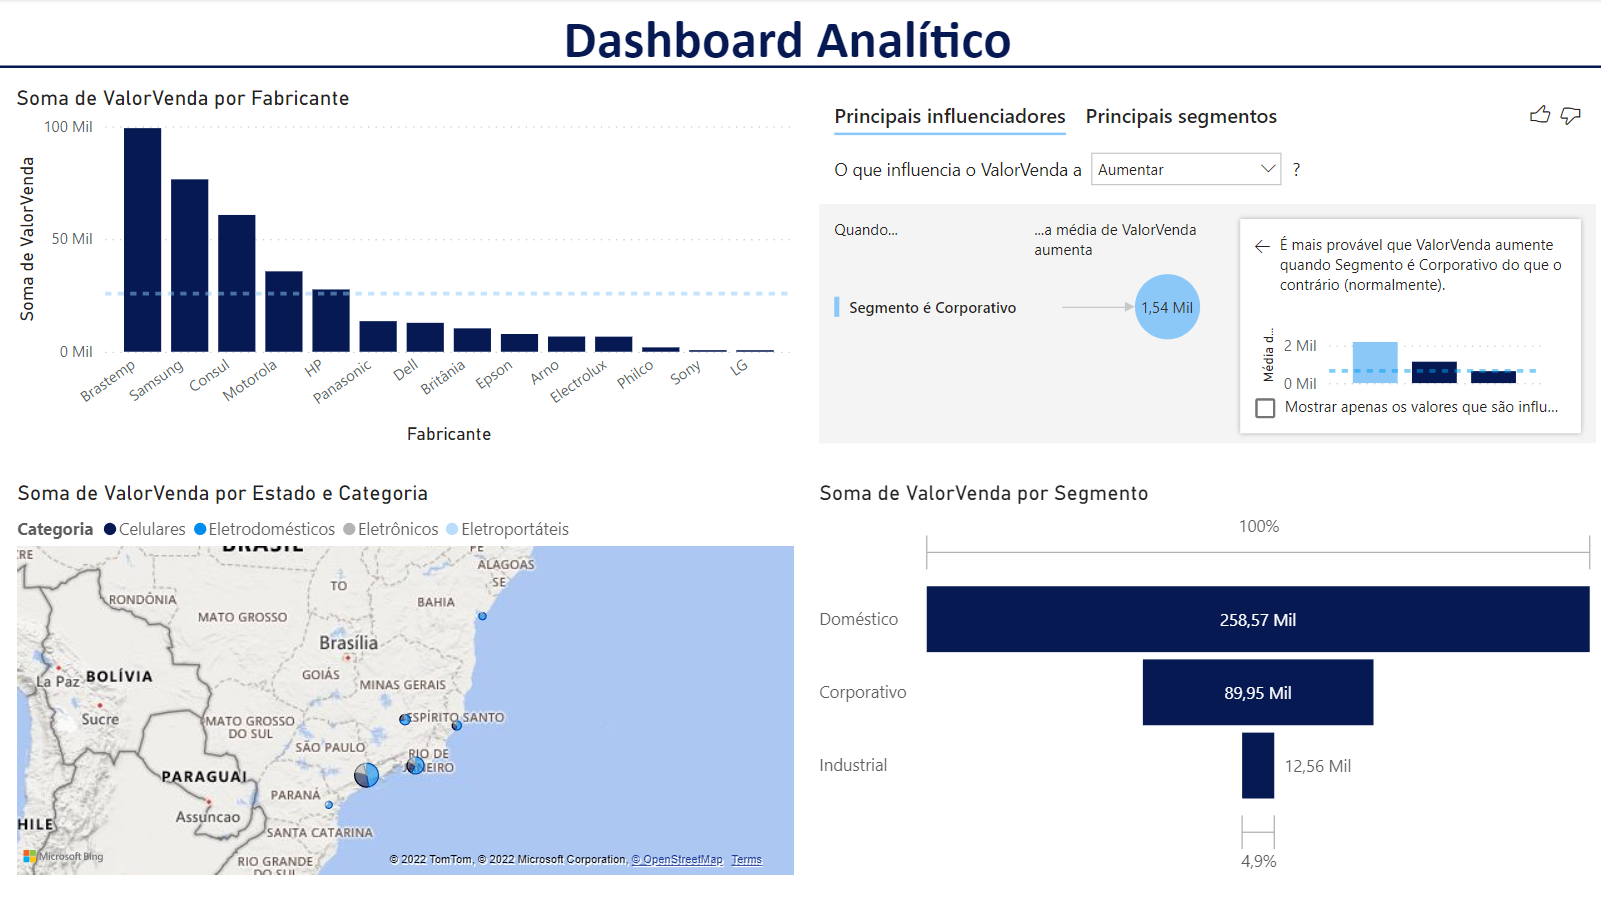 Dashboard Analítico
Soma de ValorVenda por Fabricante
Soma de ValorVenda
100 Mil
50 Mil
0 Mil
Brastemp
Samsung
Consul
Motorola
HP
Panasonic
Dell
Britânia
Epson
Arno
Electrolux
Philco
Sony
LG
Fabricante
Principais influenciadores
Principais segmentos
O que influencia o ValorVenda a
Aumentar
?
Quando...
...a média de ValorVenda
aumenta
Segmento é Corporativo
1,54 Mil
É mais provável que ValorVenda aumente
quando Segmento é Corporativo do que o
contrário (normalmente).
Média d...
2 Mil
0 Mil
Mostrar apenas os valores que são influ...
Soma de ValorVenda por Estado e Categoria
Categoria Celulares Eletrodomésticos Eletrônicos Eletroportáteis
BRASIL
PE
ALAGOAS
SE
CRE
RONDÔNIA
TO
BAHIA
MATO GROSSO
Brasília
BOLÍVIA
La Paz
GOIÁS
MINAS GERAIS
Sucre
MATO GROSSO
DO SUL
ESPÍRITO SANTO
SÃO PAULO
RIO DE
JANEIRO
PARAGUAI
PARANÁ
Assuncao
HILE
SANTA CATARINA
RIO GRANDE
DO SUL
Microsoft Bing
© 2022 TomTom, © 2022 Microsoft Corporation, © OpenStreetMap Terms
Soma de ValorVenda por Segmento
100%
Doméstico
258,57 Mil
Corporativo
89,95 Mil
Industrial
12,56 Mil
4,9%